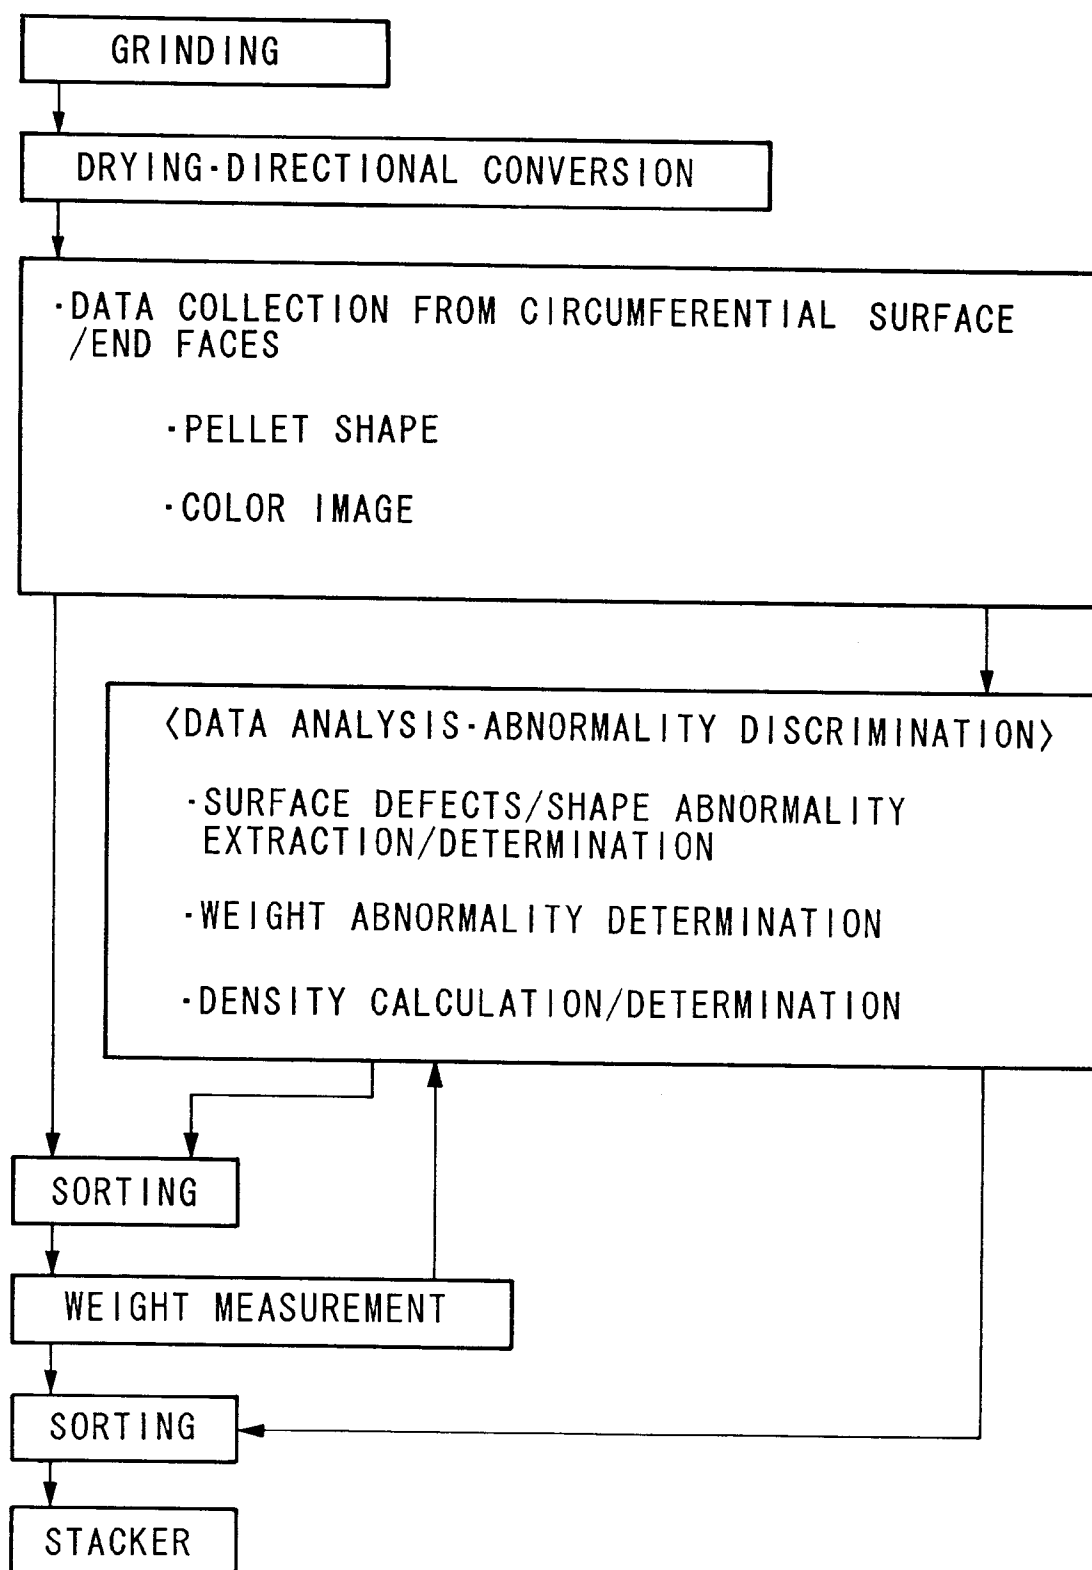 GRINDING
DRYING·DIRECTIONAL CONVERSION
·DATA COLLECTION FROM CIRCUMFERENTIAL SURFACE
/END FACES
·PELLET SHAPE
·COLOR IMAGE
〈DATA ANALYSIS·ABNORMALITY DISCRIMINATION〉
·SURFACE DEFECTS/SHAPE ABNORMALITY
EXTRACTION/DETERMINATION
·WEIGHT ABNORMALITY DETERMINATION
·DENSITY CALCULATION/DETERMINATION
SORTING
WEIGHT MEASUREMENT
SORTING
STACKER